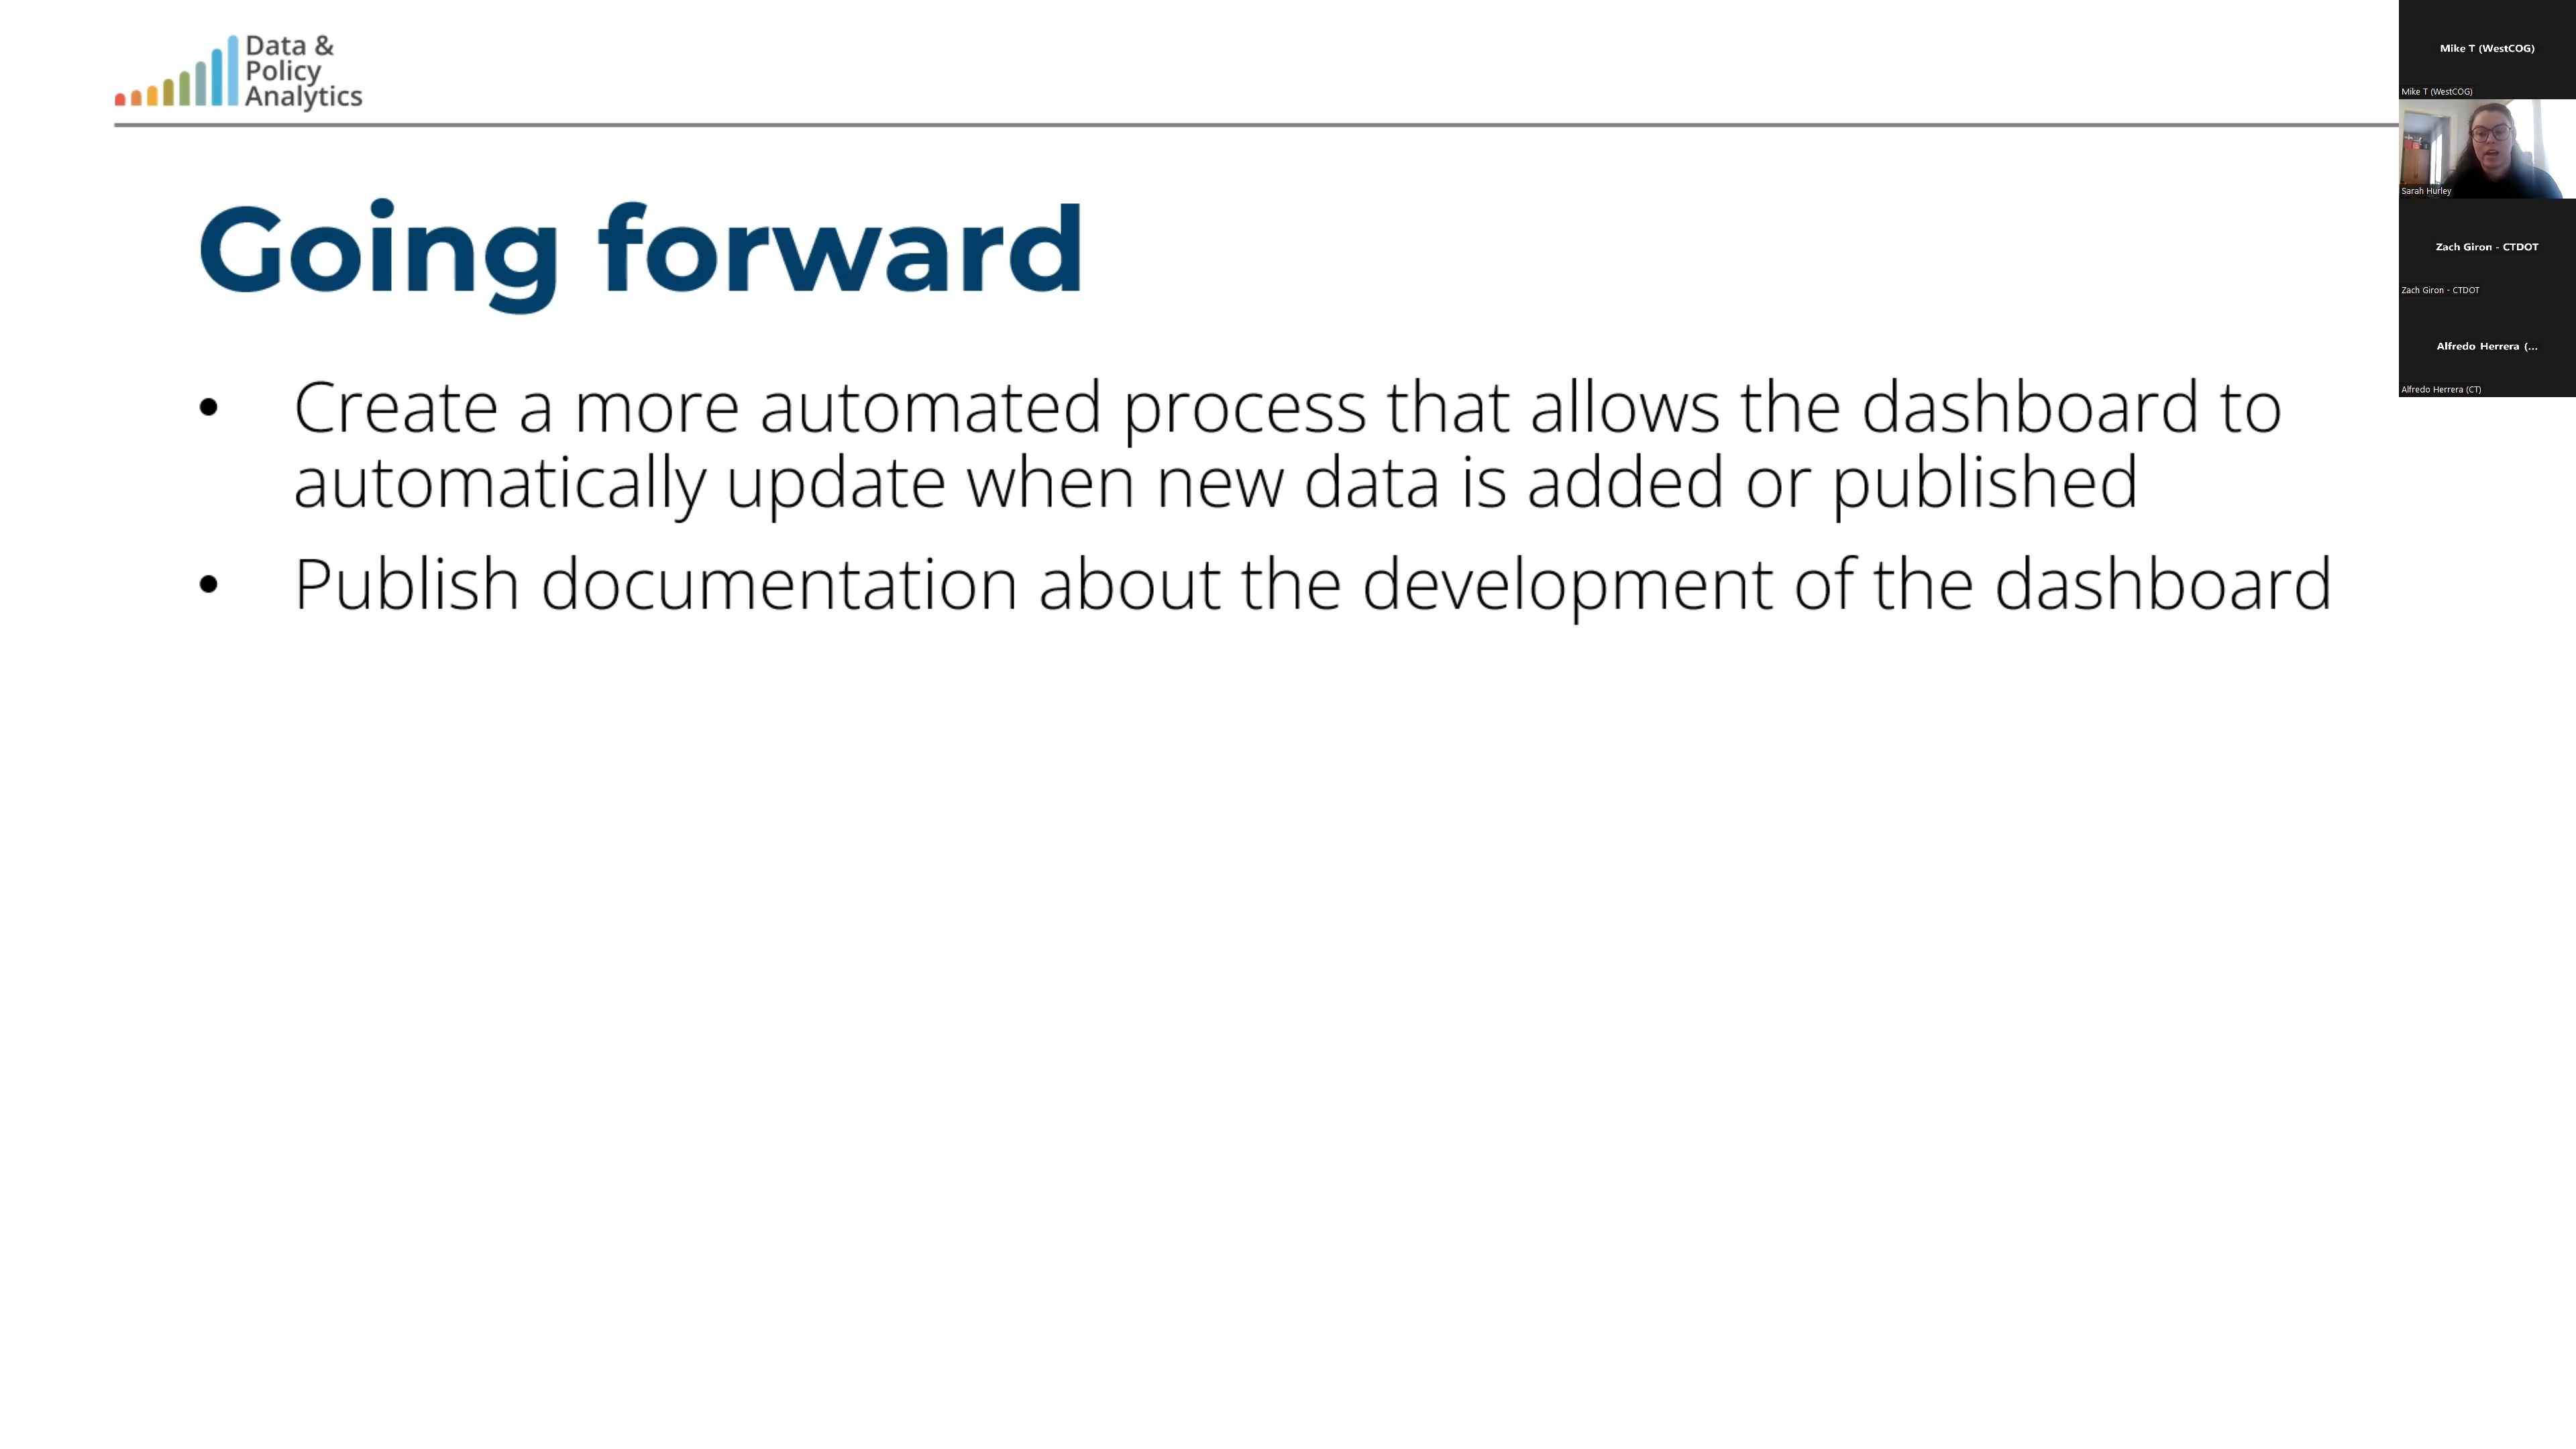 Data &
Policy
Analytics
Going forward
• Create a more automated process that allows the dashboard to
automatically update when new data is added or published
• Publish documentation about the development of the dashboard
Mike T (WestCOG)
Mike T (WestCOG)
Sarah Hurley
Zach Giron - CTDOT
Zach Giron - CTDOT
Alfredo Herrera (...
Alfredo Herrera (CT)